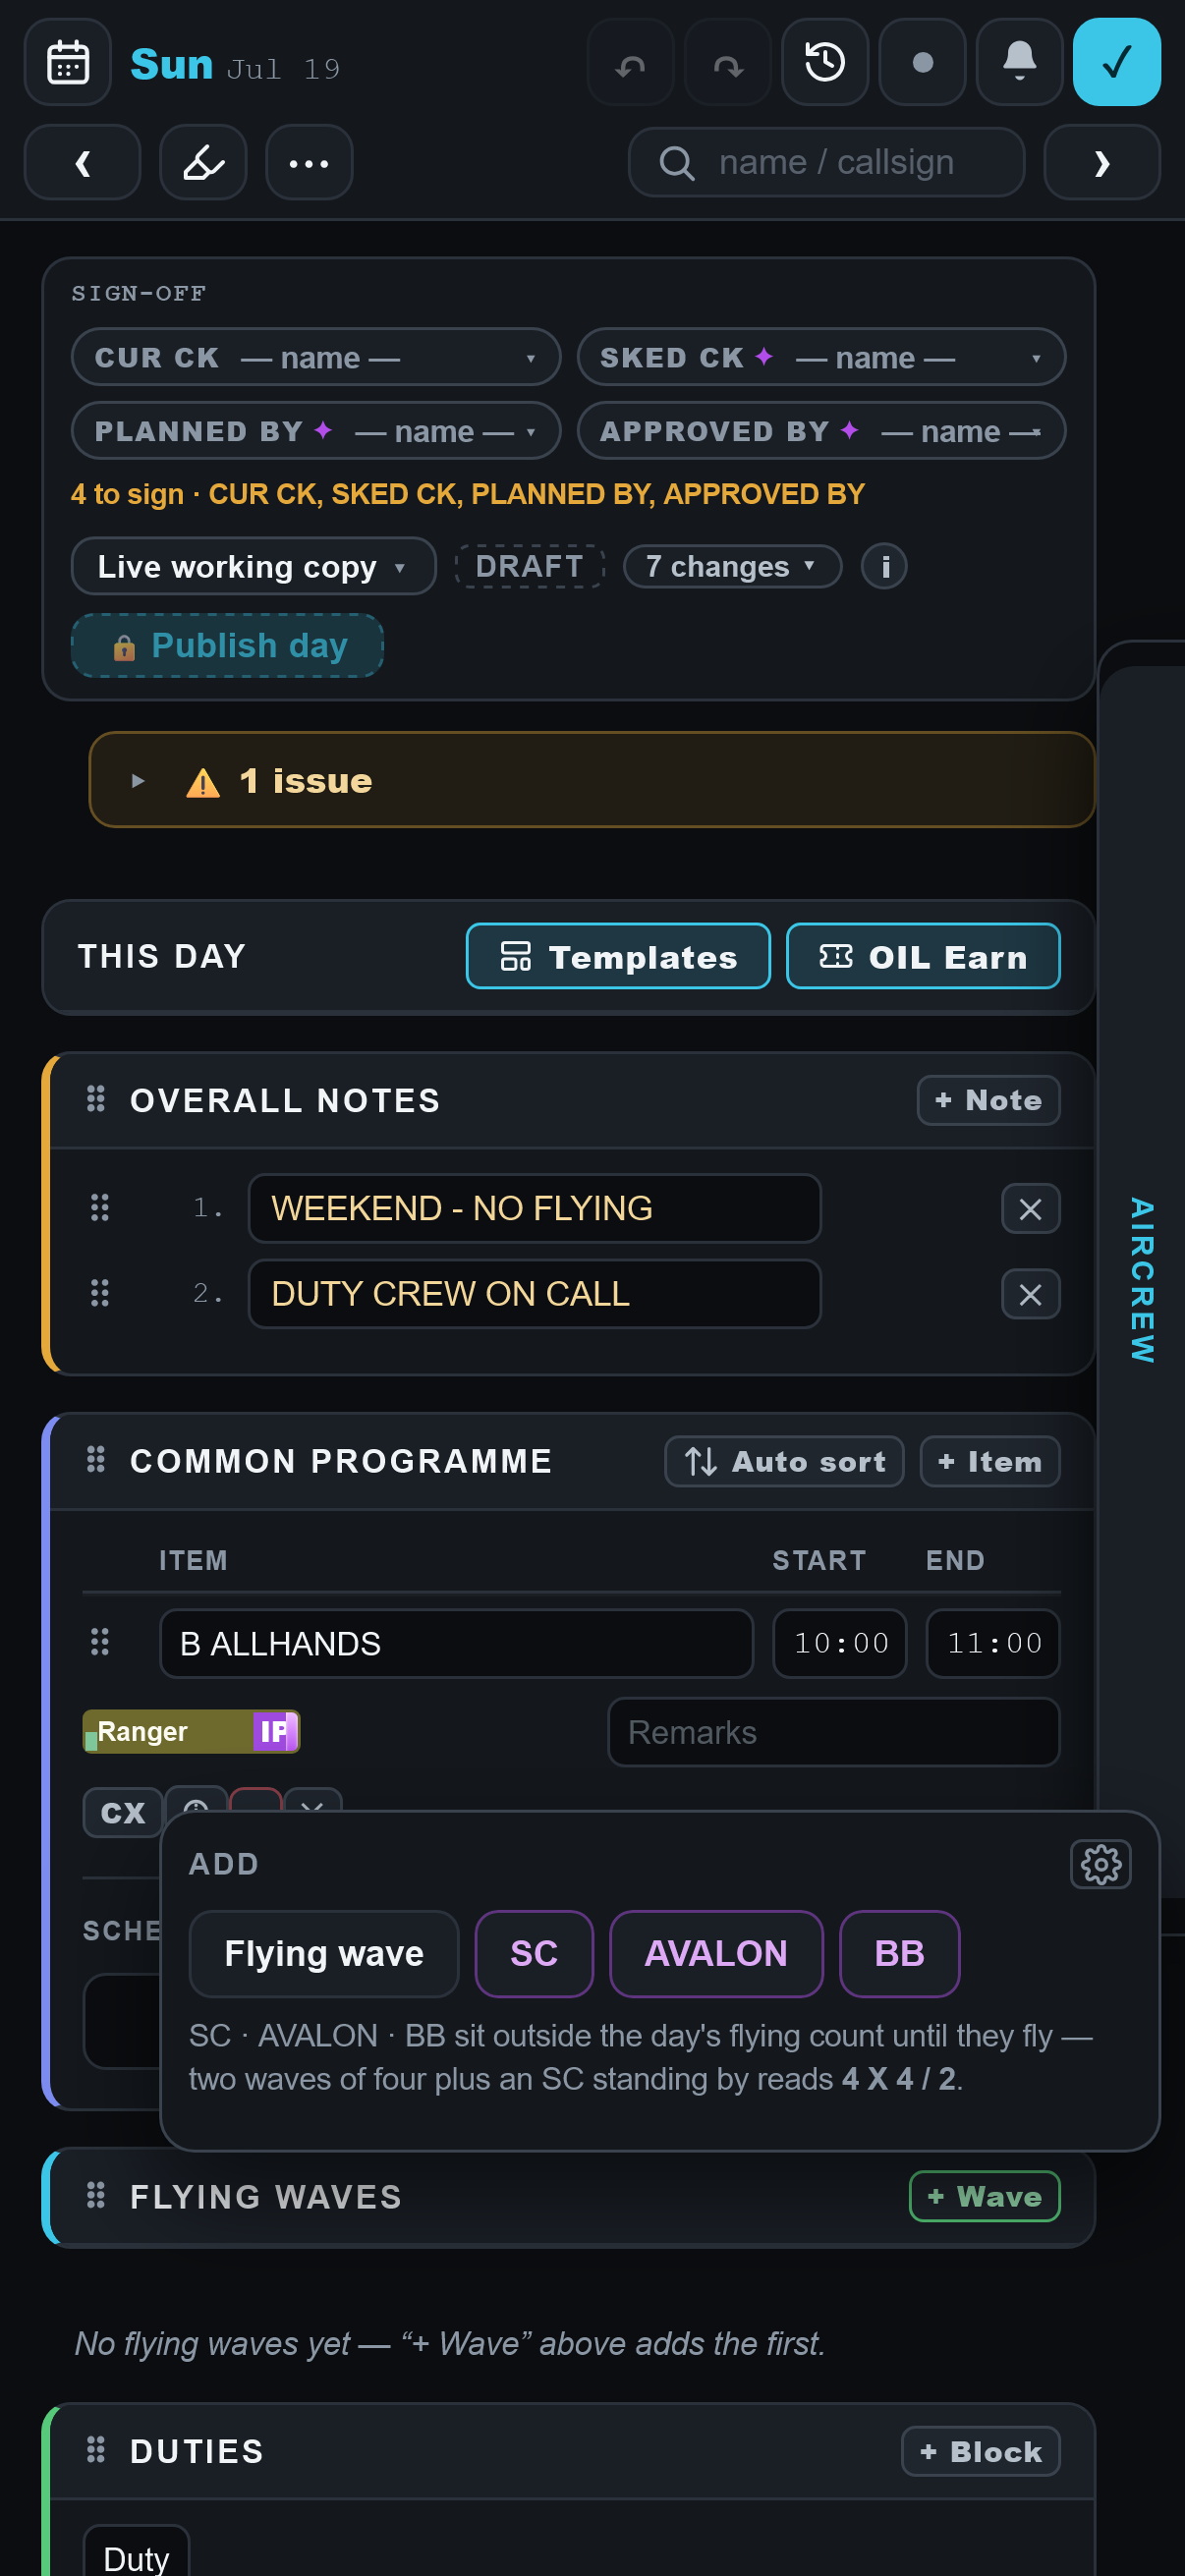 Sun Jul 19
name / callsign
SIGN-OFF
CUR CK — name —
SKED CK — name —
PLANNED BY — name —
APPROVED BY — name —
4 to sign · CUR CK, SKED CK, PLANNED BY, APPROVED BY
Live working copy DRAFT 7 changes i
Publish day
1 issue
THIS DAY Templates OIL Earn
OVERALL NOTES + Note
1. WEEKEND - NO FLYING
2. DUTY CREW ON CALL
AIRCREW
COMMON PROGRAMME Auto sort + Item
ITEM START END
B ALLHANDS 10:00 11:00
Ranger IP Remarks
CX
ADD
SCHE
Flying wave SC AVALON BB
SC · AVALON · BB sit outside the day's flying count until they fly —
two waves of four plus an SC standing by reads 4 X 4 / 2.
FLYING WAVES + Wave
No flying waves yet — “+ Wave” above adds the first.
DUTIES + Block
Duty